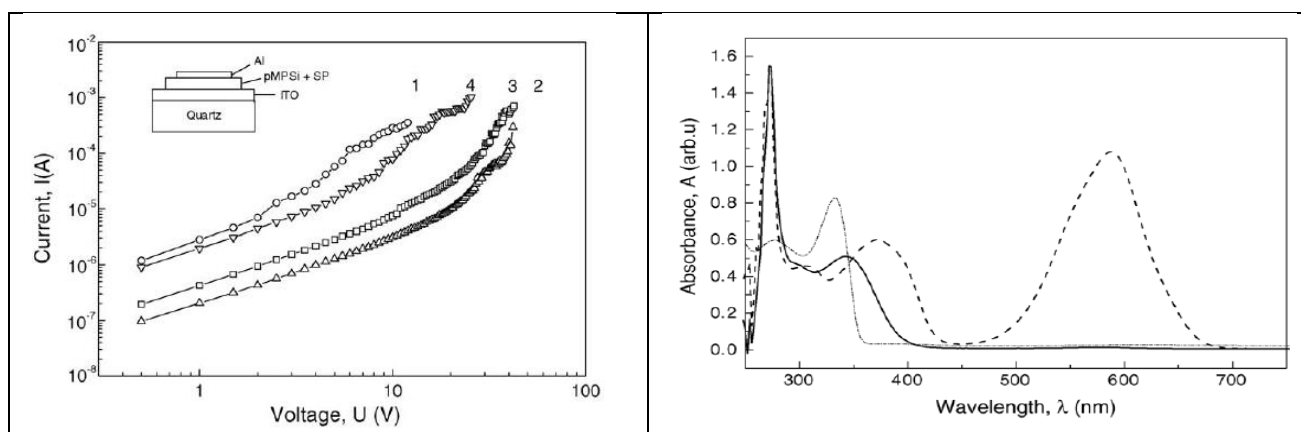 10⁻²
10⁻³
10⁻⁴
10⁻⁵
10⁻⁶
10⁻⁷
10⁻⁸
Current, I(A)
Al
pMPSi + SP
ITO
Quartz
1 4 3 2
1 10 100
Voltage, U (V)
1.6
1.4
1.2
1.0
0.8
0.6
0.4
0.2
0.0
Absorbance, A (arb.u)
300 400 500 600 700
Wavelength, λ (nm)